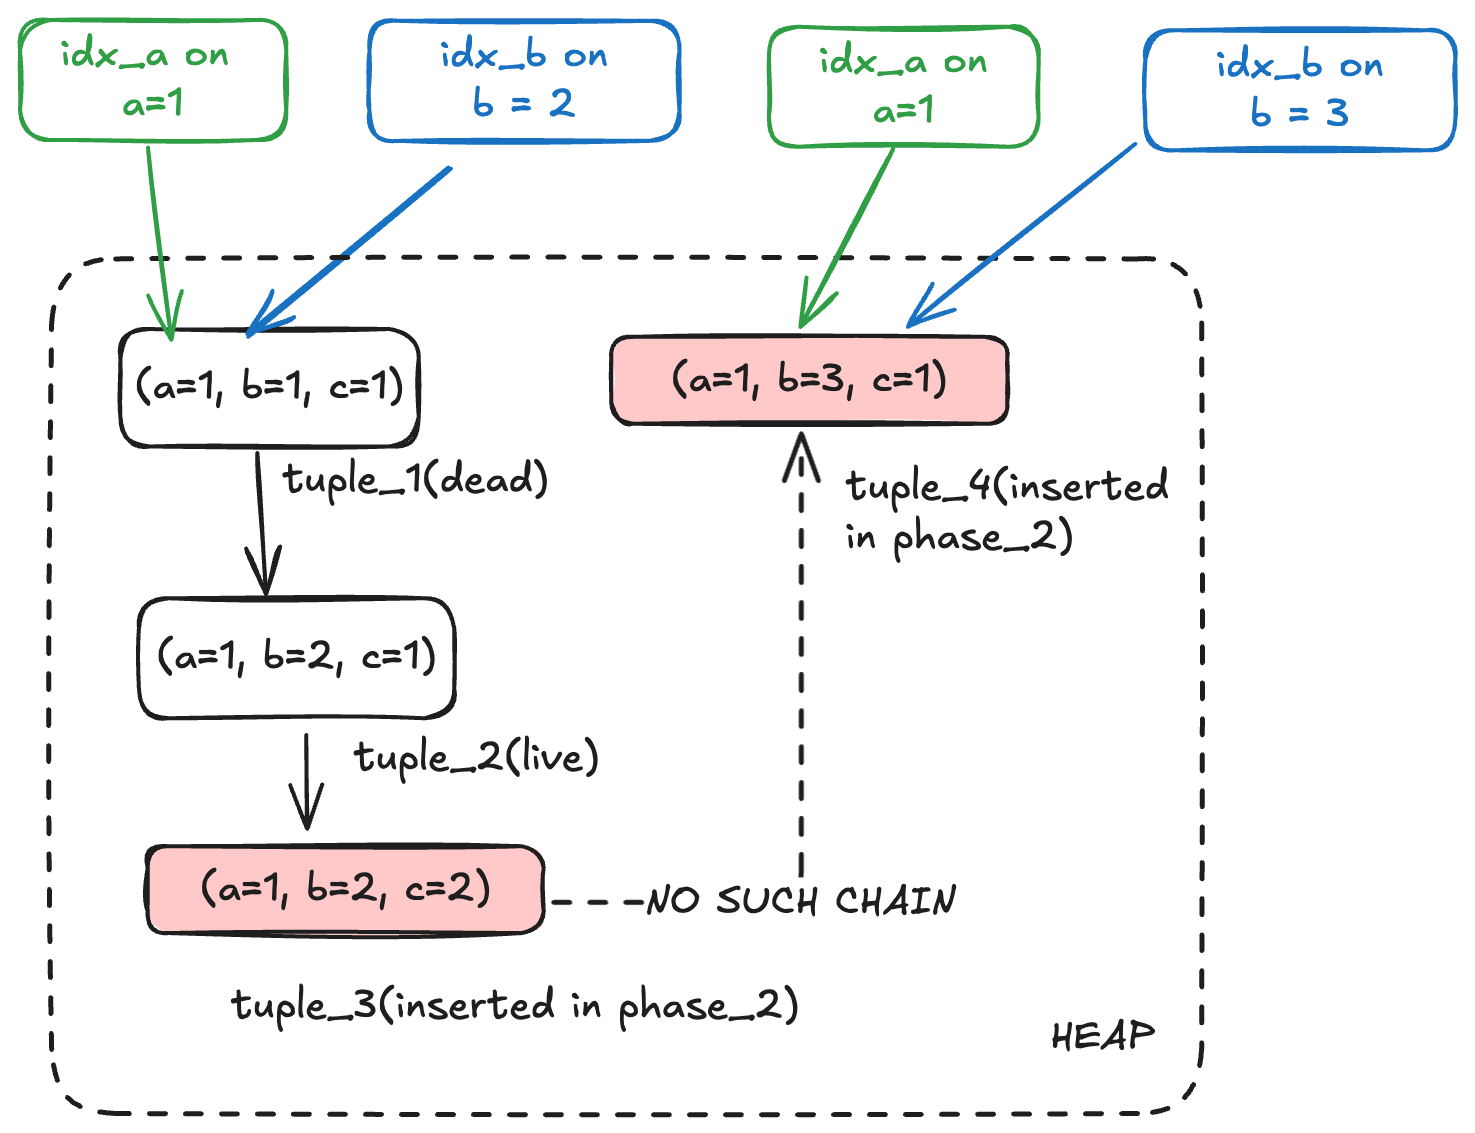 idx_a on
a=1
idx_b on
b = 2
idx_a on
a=1
idx_b on
b = 3
(a=1, b=1, c=1)
tuple_1(dead)
(a=1, b=2, c=1)
tuple_2(live)
(a=1, b=2, c=2)
tuple_3(inserted in phase_2)
(a=1, b=3, c=1)
tuple_4(inserted
in phase_2)
NO SUCH CHAIN
HEAP